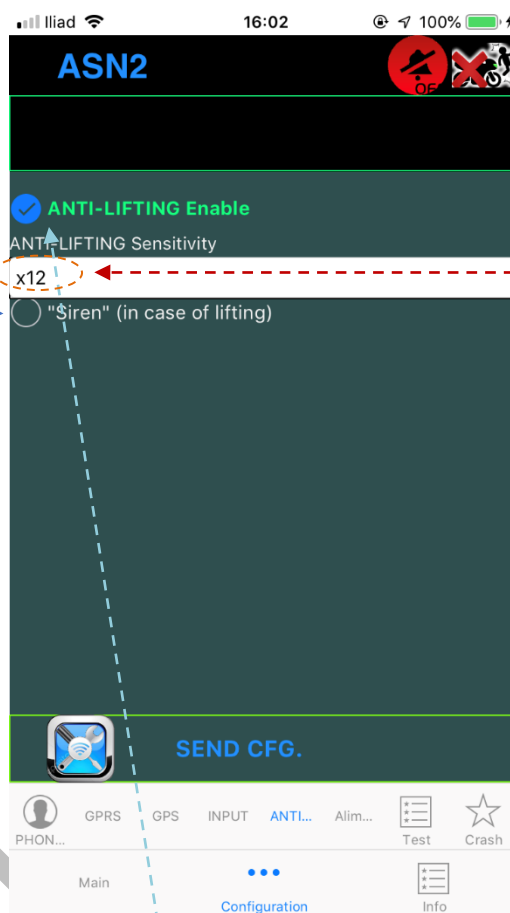 Iliad 16:02 100%
ASN2
OFF
ANTI-LIFTING Enable
ANTI-LIFTING Sensitivity
x12
"Siren" (in case of lifting)
SEND CFG.
PHON... GPRS GPS INPUT ANTI... Alim... Test Crash
Main Configuration Info